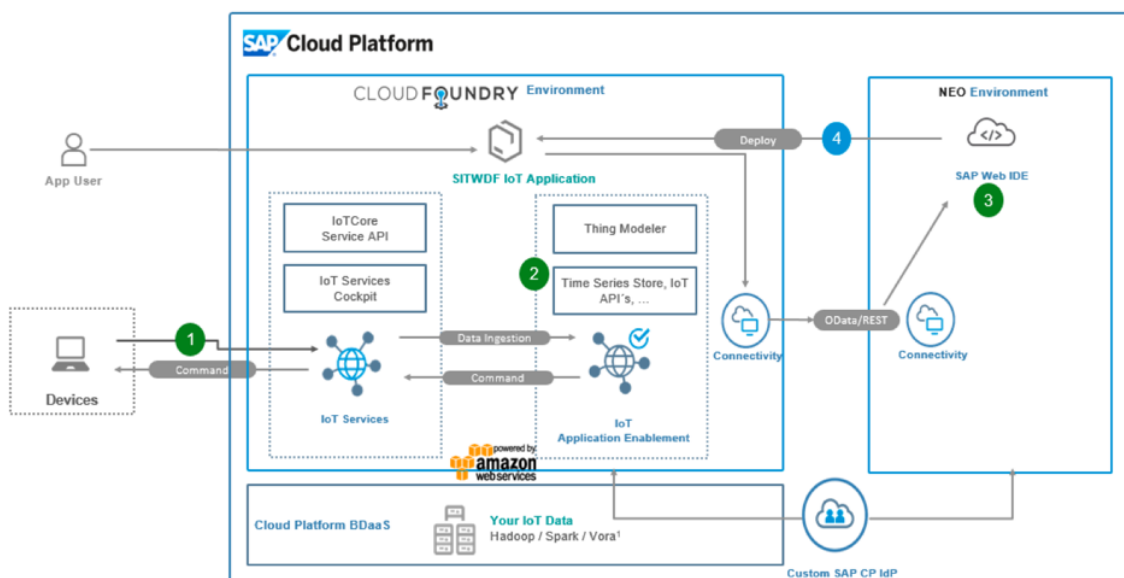 SAP Cloud Platform
CLOUD FOUNDRY Environment
NEO Environment
Deploy
4
App User
SITWDF IoT Application
SAP Web IDE
3
IoTCore
Service API
Thing Modeler
2
IoT Services
Cockpit
Time Series Store, IoT
API´s, ...
1
Data Ingestion
OData/REST
Connectivity
Connectivity
Command
Command
Devices
IoT Services
IoT
Application Enablement
powered by
amazon
webservices
Cloud Platform BDaaS
Your IoT Data
Hadoop / Spark / Vora¹
Custom SAP CP IdP